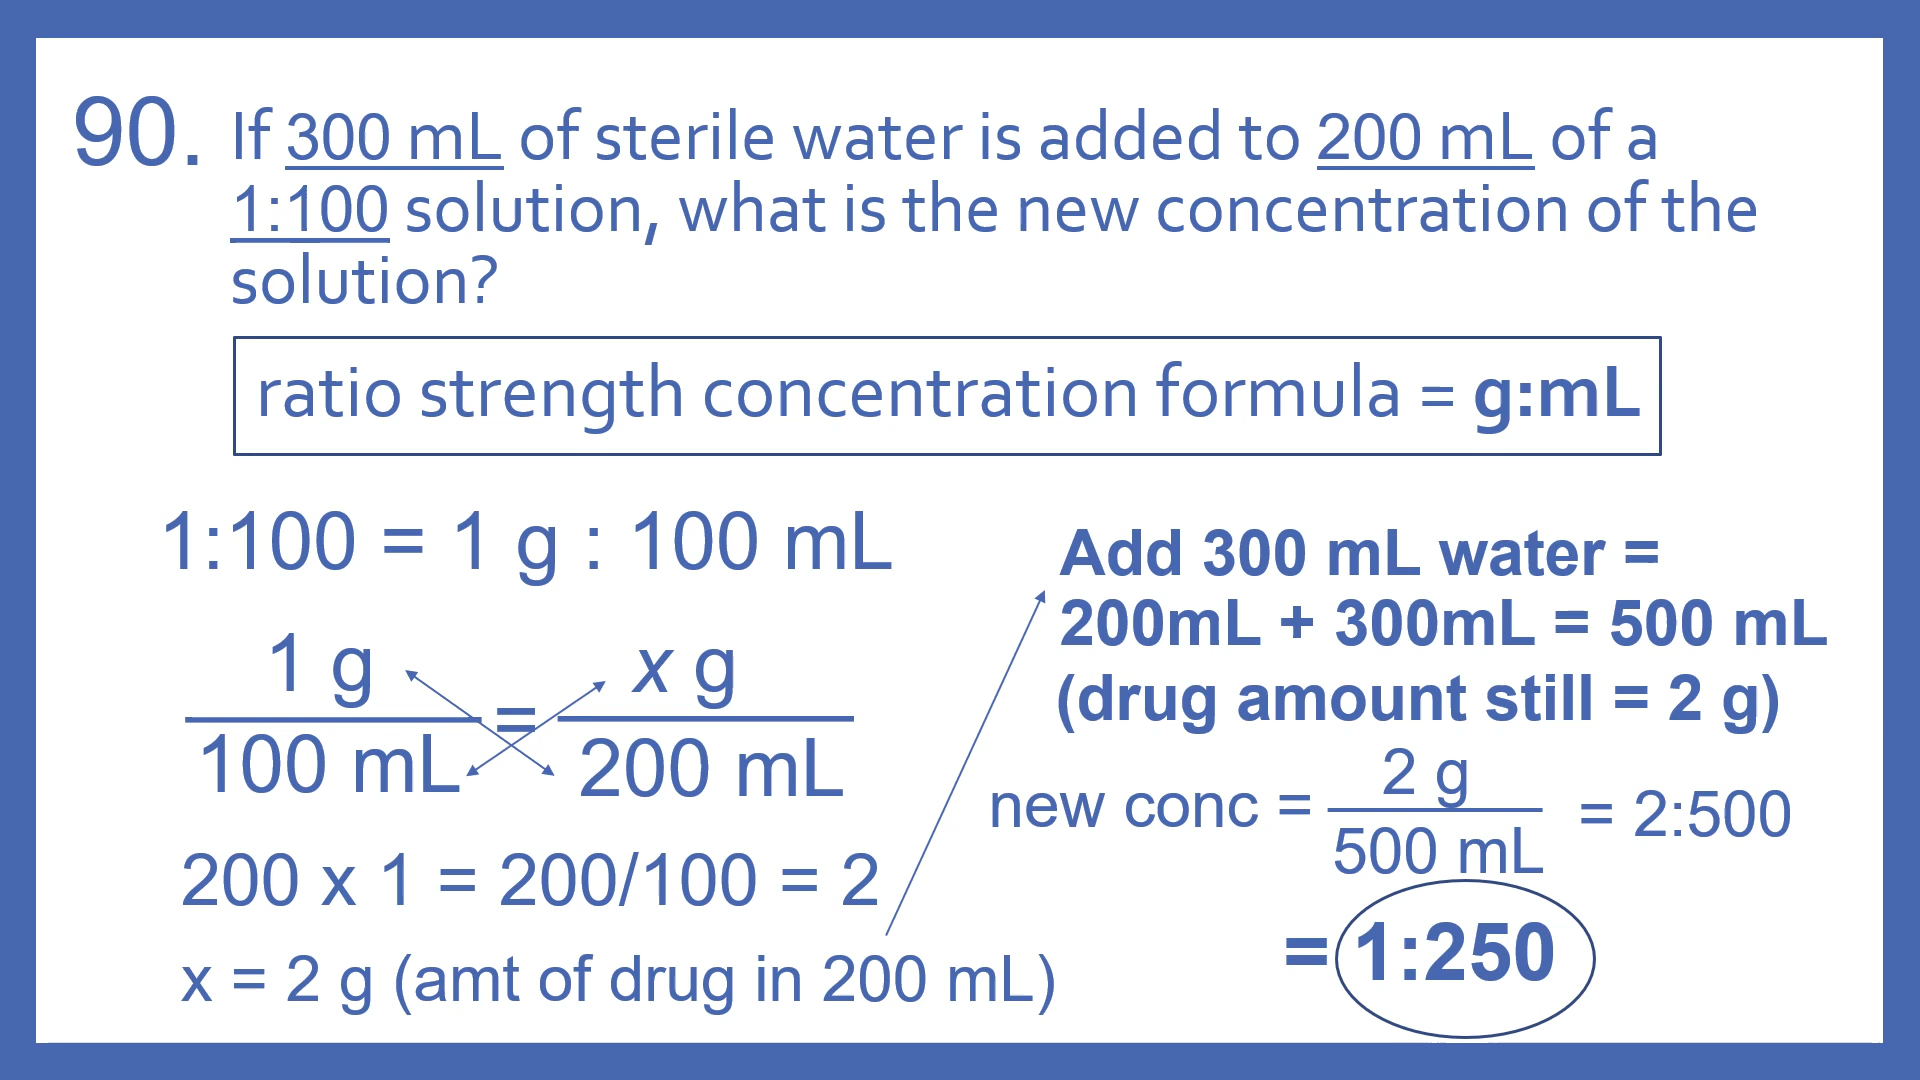 90. If 300 mL of sterile water is added to 200 mL of a
1:100 solution, what is the new concentration of the
solution?
ratio strength concentration formula = g:mL
1:100 = 1 g : 100 mL
1 g
100 mL
=
x g
200 mL
200 x 1 = 200/100 = 2
x = 2 g (amt of drug in 200 mL)
Add 300 mL water =
200mL + 300mL = 500 mL
(drug amount still = 2 g)
new conc =
2 g
500 mL
= 2:500
= 1:250